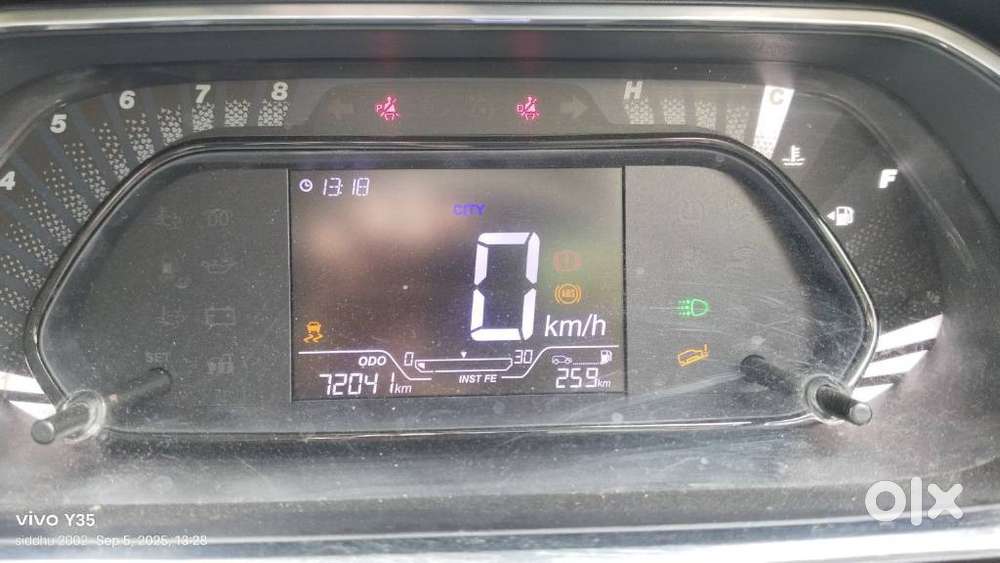 4 5 6 7 8 H C
F
13:18
CITY
0
km/h
ABS
SET
ODO 0 30
INST FE
72041 km 259 km
olx
vivo Y35
siddhu 2002 Sep 5, 2025, 13:28